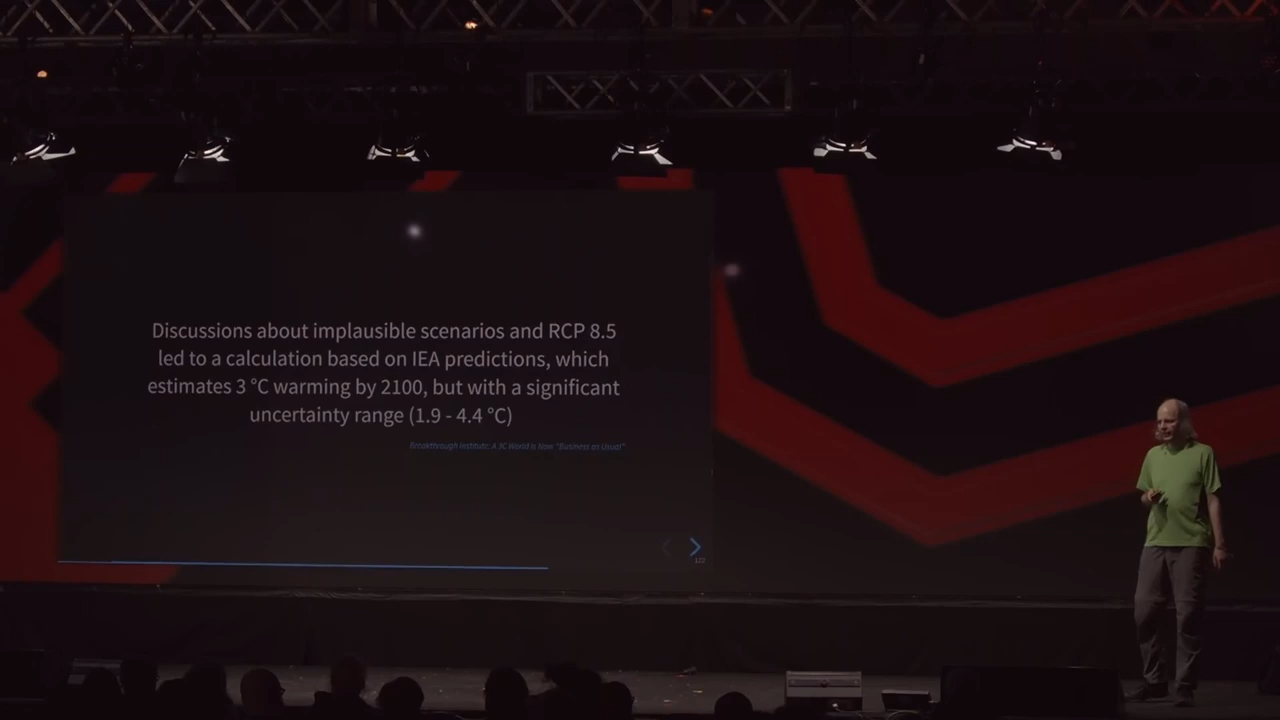 Discussions about implausible scenarios and RCP 8.5
led to a calculation based on IEA predictions, which
estimates 3 °C warming by 2100, but with a significant
uncertainty range (1.9 - 4.4 °C)
Breakthrough Institute: A 3C World Is Now "Business as Usual"